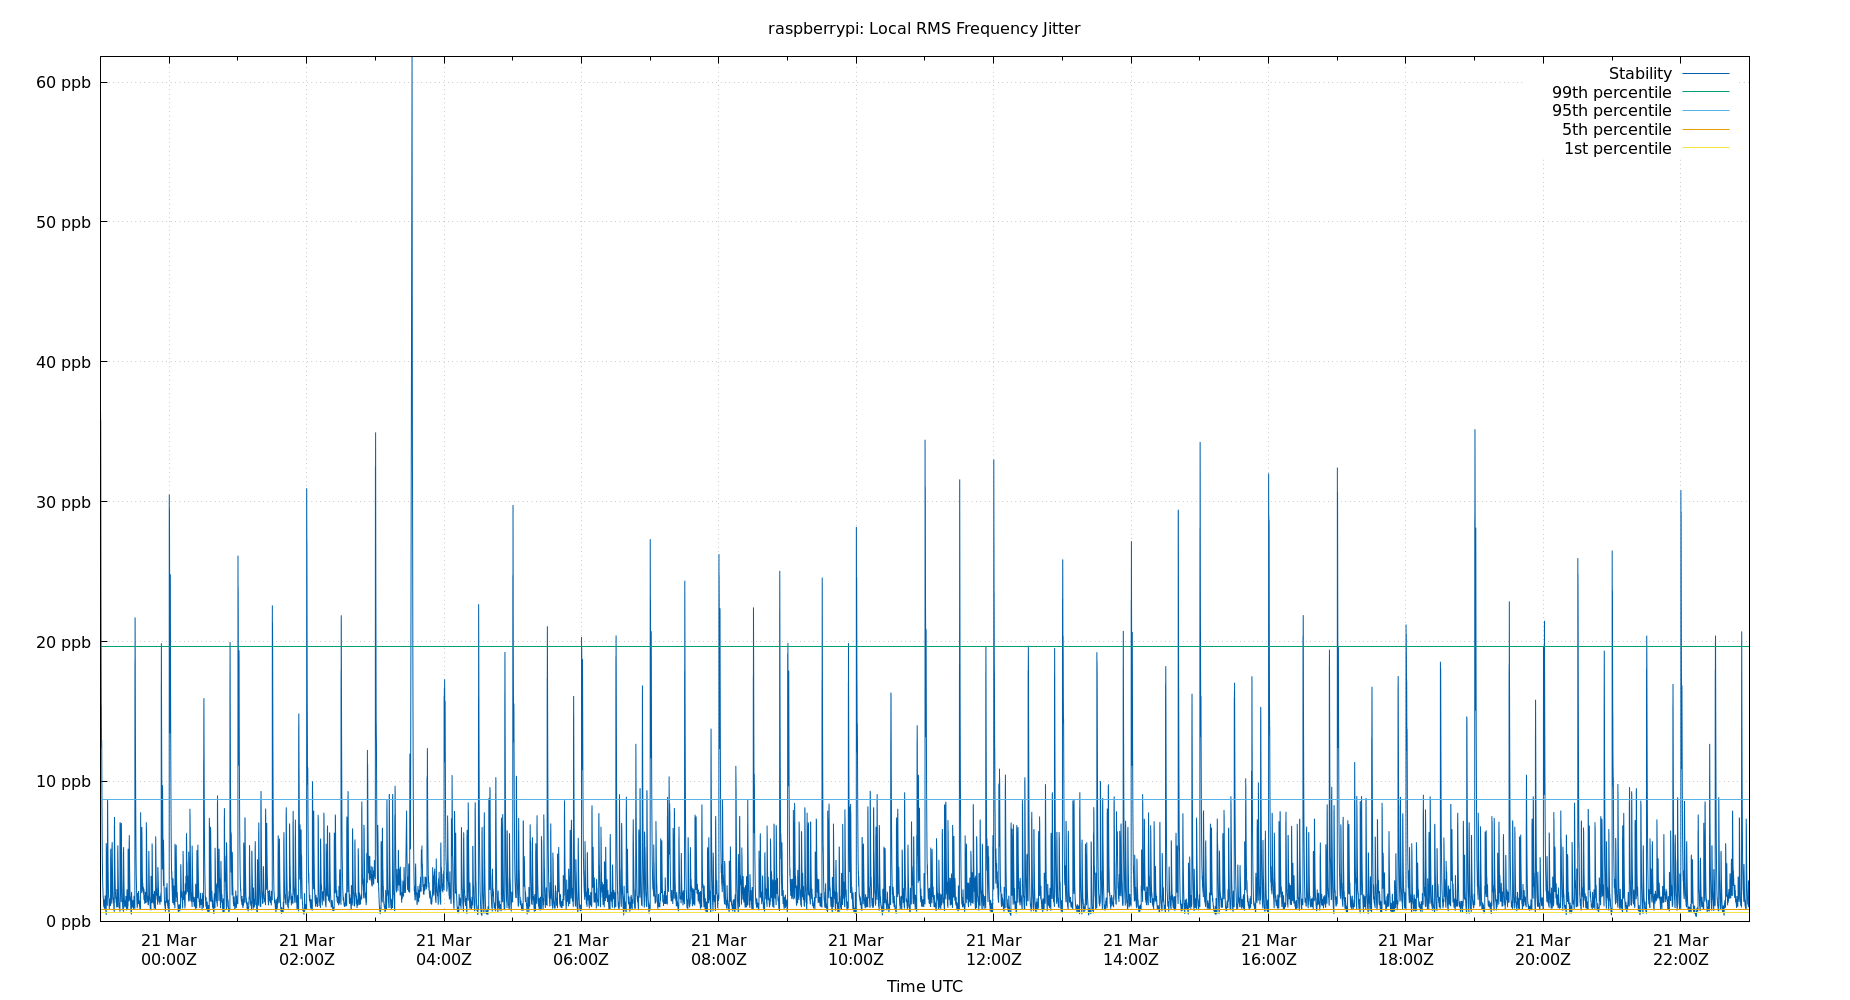 raspberrypi: Local RMS Frequency Jitter
Stability
99th percentile
95th percentile
5th percentile
1st percentile
60 ppb
50 ppb
40 ppb
30 ppb
20 ppb
10 ppb
0 ppb
21 Mar 21 Mar 21 Mar 21 Mar 21 Mar 21 Mar 21 Mar 21 Mar 21 Mar 21 Mar 21 Mar 21 Mar
00:00Z 02:00Z 04:00Z 06:00Z 08:00Z 10:00Z 12:00Z 14:00Z 16:00Z 18:00Z 20:00Z 22:00Z
Time UTC